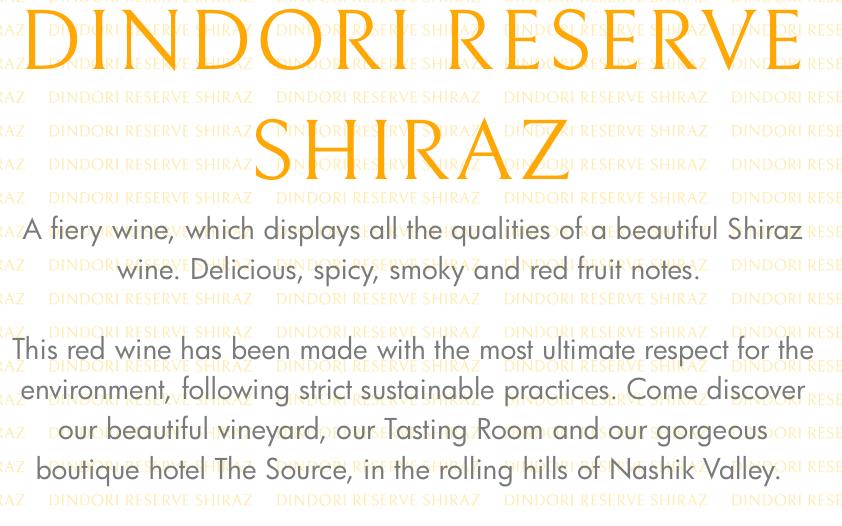 DINDORI RESERVE
SHIRAZ
A fiery wine, which displays all the qualities of a beautiful Shiraz
wine. Delicious, spicy, smoky and red fruit notes.
This red wine has been made with the most ultimate respect for the
environment, following strict sustainable practices. Come discover
our beautiful vineyard, our Tasting Room and our gorgeous
boutique hotel The Source, in the rolling hills of Nashik Valley.